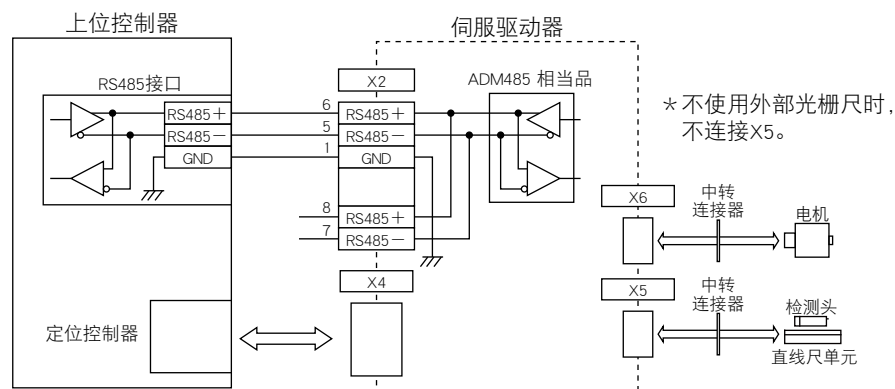 上位控制器
伺服驱动器
RS485接口
X2
ADM485 相当品
RS485＋
6
RS485＋
RS485－
5
RS485－
GND
1
GND
8
RS485＋
7
RS485－
X4
定位控制器
＊不使用外部光栅尺时，
不连接X5。
X6
中转
连接器
电机
X5
中转
连接器
检测头
直线尺单元